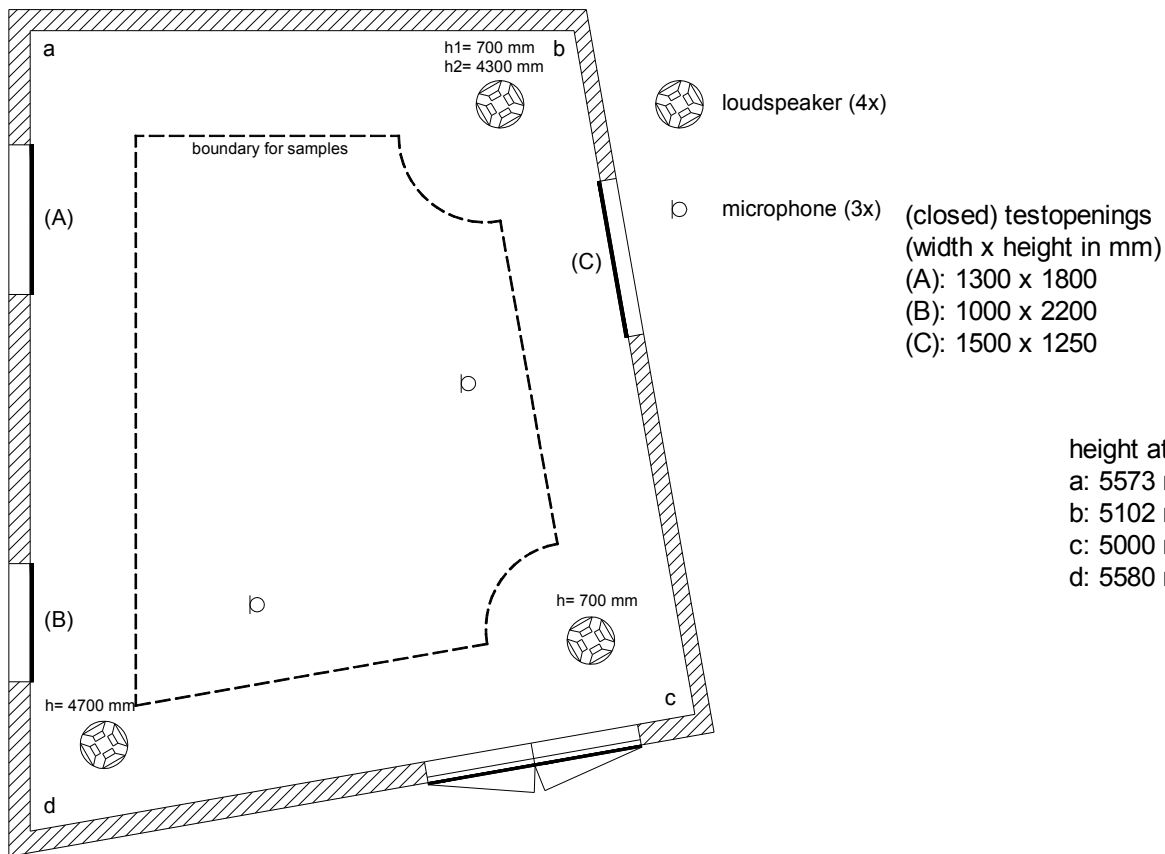 a
h1= 700 mm
h2= 4300 mm
b
loudspeaker (4x)
boundary for samples
(A)
microphone (3x)
(C)
(closed) testopenings
(width x height in mm)
(A): 1300 x 1800
(B): 1000 x 2200
(C): 1500 x 1250
height at
a: 5573
b: 5102
c: 5000
d: 5580
(B)
h= 700 mm
h= 4700 mm
c
d